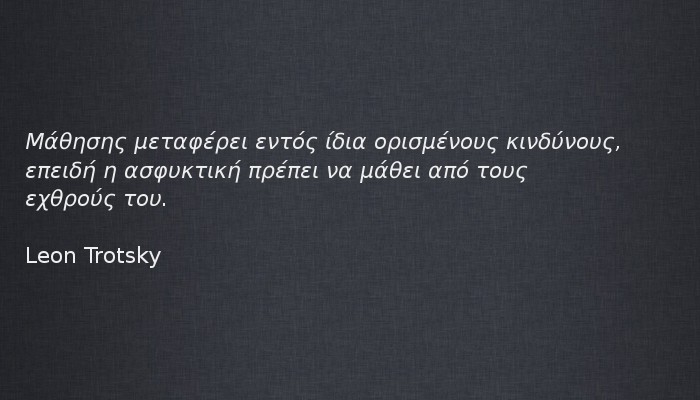 Μάθησης μεταφέρει εντός ίδια ορισμένους κινδύνους,
επειδή η ασφυκτική πρέπει να μάθει από τους
εχθρούς του.
Leon Trotsky